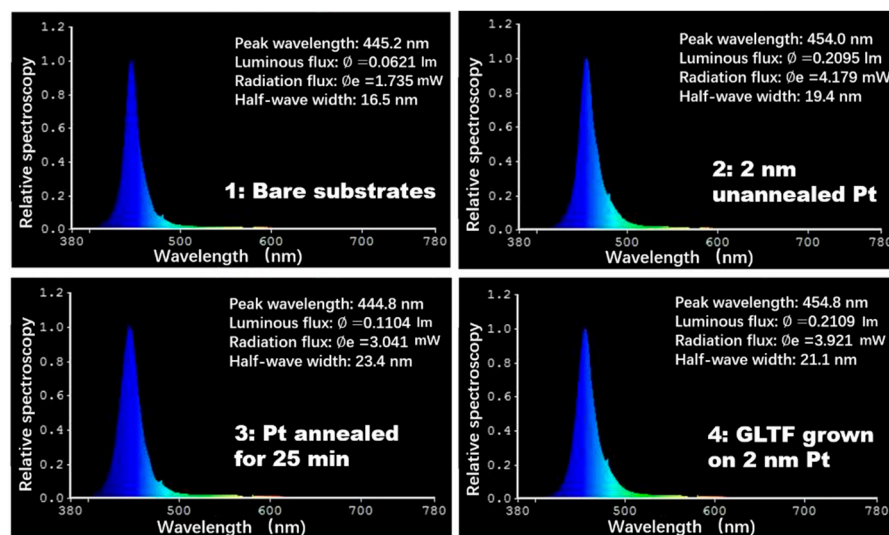 1.2
1.0
0.8
0.6
0.4
0.2
0.0
Relative spectroscopy
Peak wavelength: 445.2 nm
Luminous flux: Ø =0.0621 lm
Radiation flux: Øe =1.735 mW
Half-wave width: 16.5 nm
1: Bare substrates
380
500
600
700
780
Wavelength (nm)
1.2
1.0
0.8
0.6
0.4
0.2
0.0
Relative spectroscopy
Peak wavelength: 454.0 nm
Luminous flux: Ø =0.2095 lm
Radiation flux: Øe =4.179 mW
Half-wave width: 19.4 nm
2: 2 nm
unannealed Pt
380
500
600
700
780
Wavelength (nm)
1.2
1.0
0.8
0.6
0.4
0.2
0.0
Relative spectroscopy
Peak wavelength: 444.8 nm
Luminous flux: Ø =0.1104 lm
Radiation flux: Øe =3.041 mW
Half-wave width: 23.4 nm
3: Pt annealed
for 25 min
380
500
600
700
780
Wavelength (nm)
1.2
1.0
0.8
0.6
0.4
0.2
0.0
Relative spectroscopy
Peak wavelength: 454.8 nm
Luminous flux: Ø =0.2109 lm
Radiation flux: Øe =3.921 mW
Half-wave width: 21.1 nm
4: GLTF grown
on 2 nm Pt
380
500
600
700
780
Wavelength (nm)